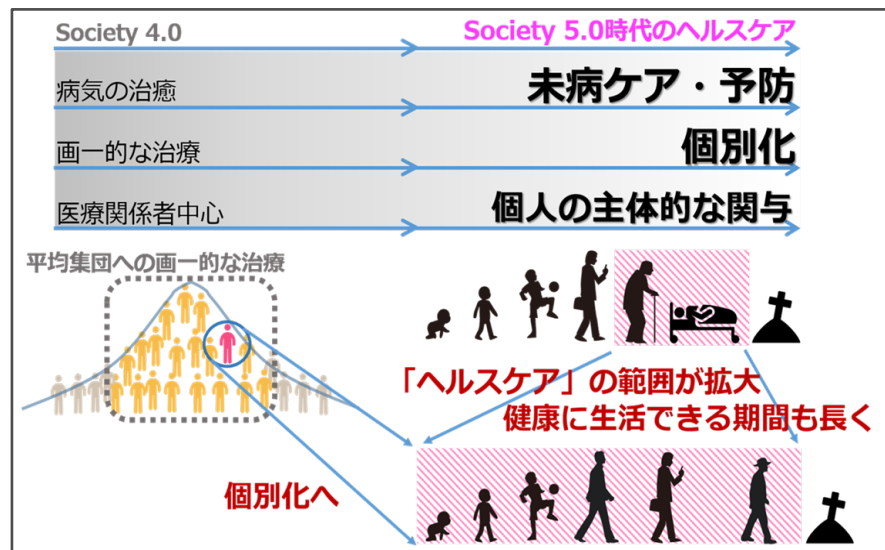 Society 4.0
Society 5.0時代のヘルスケア
病気の治癒
未病ケア・予防
画一的な治療
個別化
医療関係者中心
個人の主体的な関与
平均集団への画一的な治療
「ヘルスケア」の範囲が拡大
健康に生活できる期間も長く
個別化へ